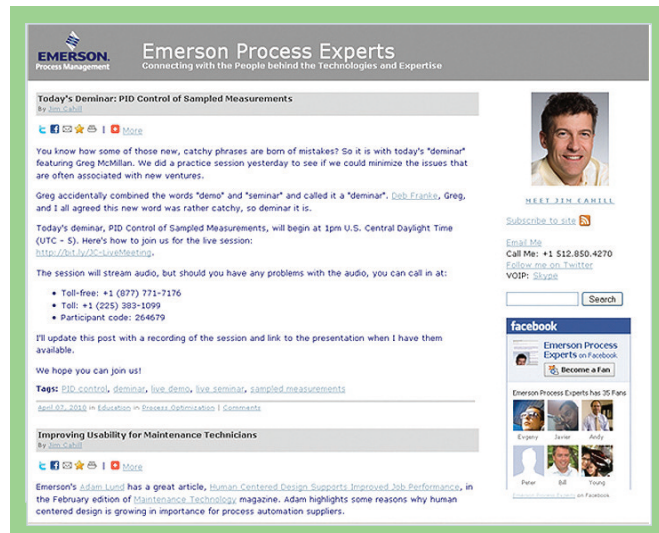 EMERSON.
Process Management
Emerson Process Experts
Connecting with the People behind the Technologies and Expertise
Today's Deminar: PID Control of Sampled Measurements
By Jim Cahill
More
You know how some of those new, catchy phrases are born of mistakes? So it is with today's "deminar"
featuring Greg McMillan. We did a practice session yesterday to see if we could minimize the issues that
are often associated with new ventures.
Greg accidentally combined the words "demo" and "seminar" and called it a "deminar". Deb Franke, Greg,
and I all agreed this new word was rather catchy, so deminar it is.
Today's deminar, PID Control of Sampled Measurements, will begin at 1pm U.S. Central Daylight Time
(UTC - 5). Here's how to join us for the live session:
http://bit.ly/JC-LiveMeeting.
The session will stream audio, but should you have any problems with the audio, you can call in at:
• Toll-free: +1 (877) 771-7176
• Toll: +1 (225) 383-1099
• Participant code: 264679
I'll update this post with a recording of the session and link to the presentation when I have them
available.
We hope you can join us!
Tags: PID control, deminar, live demo, live seminar, sampled measurements
April 07, 2010 in Education in Process Optimization | Comments
Improving Usability for Maintenance Technicians
By Jim Cahill
More
Emerson's Adam Lund has a great article, Human Centered Design Supports Improved Job Performance, in
the February edition of Maintenance Technology magazine. Adam highlights some reasons why human
centered design is growing in importance for process automation suppliers.
MEET JIM CAHILL
Subscribe to site
Email Me
Call Me: +1 512.850.4270
Follow me on Twitter
VOIP: Skype
Search
facebook
Emerson Process
Experts on Facebook
Become a Fan
Emerson Process Experts has 35 Fans
Evgeny Javier Andy
Peter Bill Young
Emerson Process Experts on Facebook